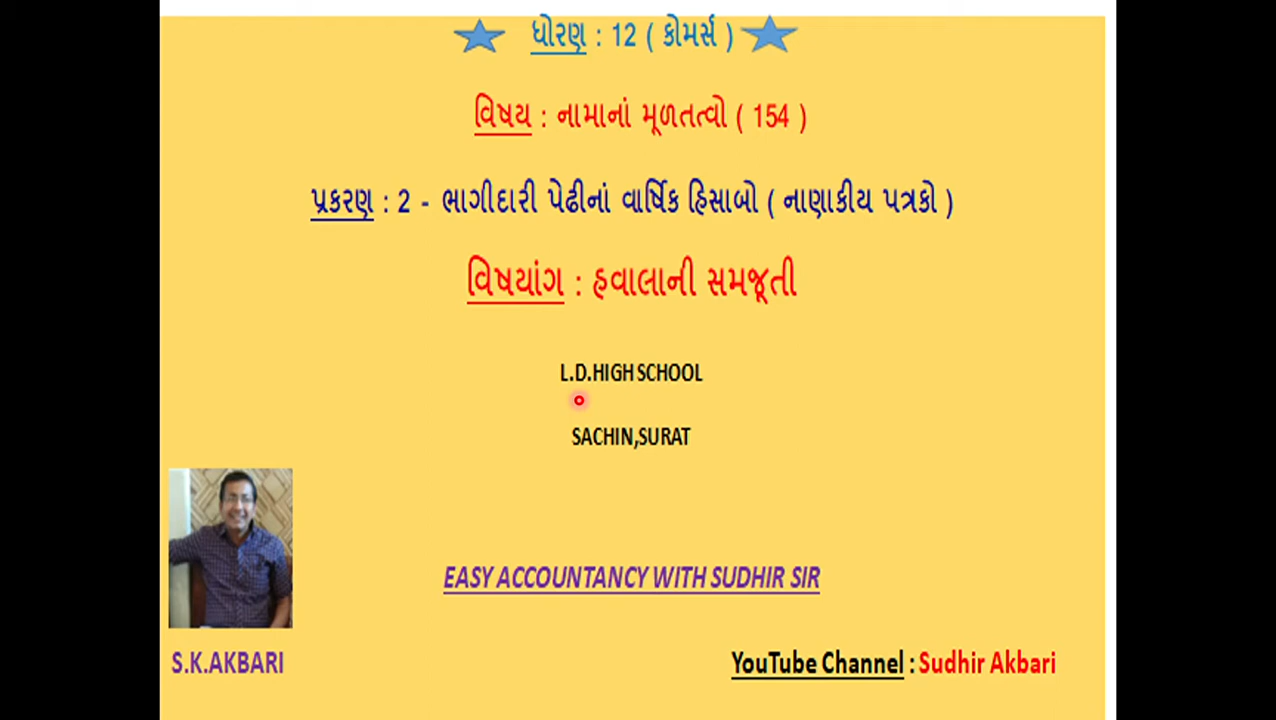 ધોરણ : 12 ( કોમર્સ )
વિષય : નામાનાં મૂળતત્વો ( 154 )
પ્રકરણ : 2 - ભાગીદારી પેઢીનાં વાર્ષિક હિસાબો ( નાણાકીય પત્રકો )
વિષયાંગ : હવાલાની સમજૂતી
L.D.HIGH SCHOOL
SACHIN,SURAT
EASY ACCOUNTANCY WITH SUDHIR SIR
S.K.AKBARI
YouTube Channel : Sudhir Akbari